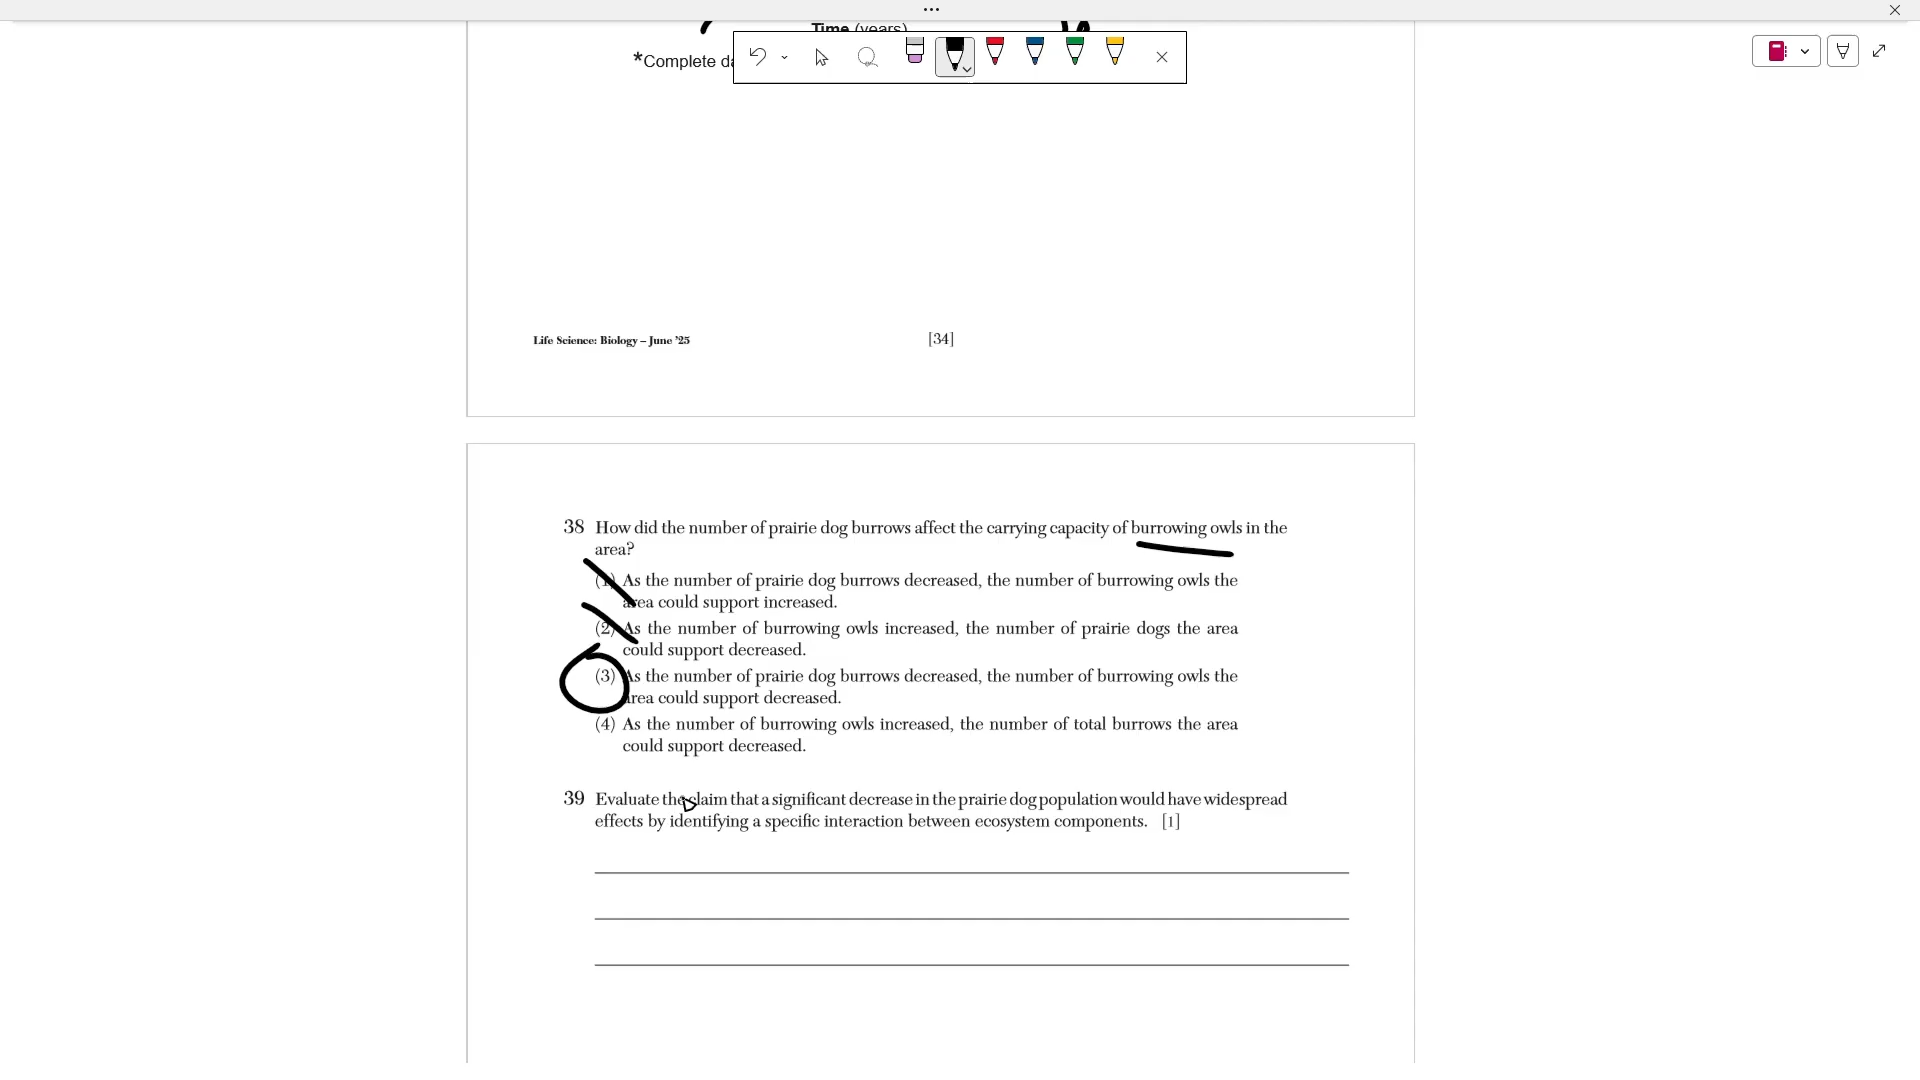 Time (years)
*Complete da
Life Science: Biology – June ’25
[34]
38 How did the number of prairie dog burrows affect the carrying capacity of burrowing owls in the
area?
(1) As the number of prairie dog burrows decreased, the number of burrowing owls the
area could support increased.
(2) As the number of burrowing owls increased, the number of prairie dogs the area
could support decreased.
(3) As the number of prairie dog burrows decreased, the number of burrowing owls the
area could support decreased.
(4) As the number of burrowing owls increased, the number of total burrows the area
could support decreased.
39 Evaluate the claim that a significant decrease in the prairie dog population would have widespread
effects by identifying a specific interaction between ecosystem components. [1]